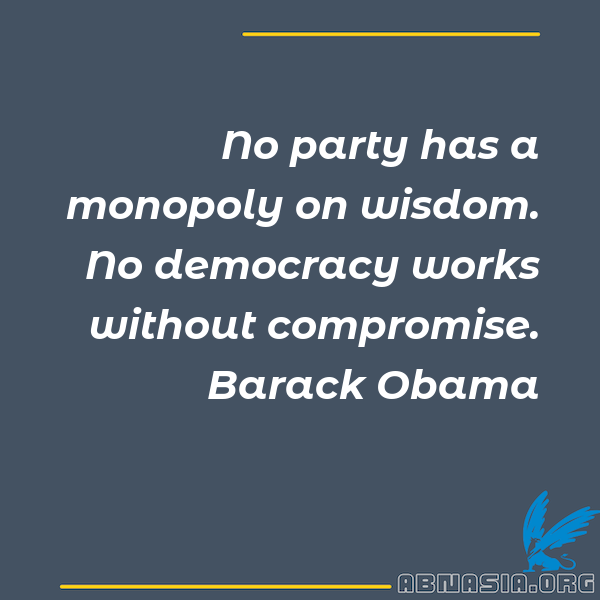 No party has a
monopoly on wisdom.
No democracy works
without compromise.
Barack Obama
ABNASIA.ORG